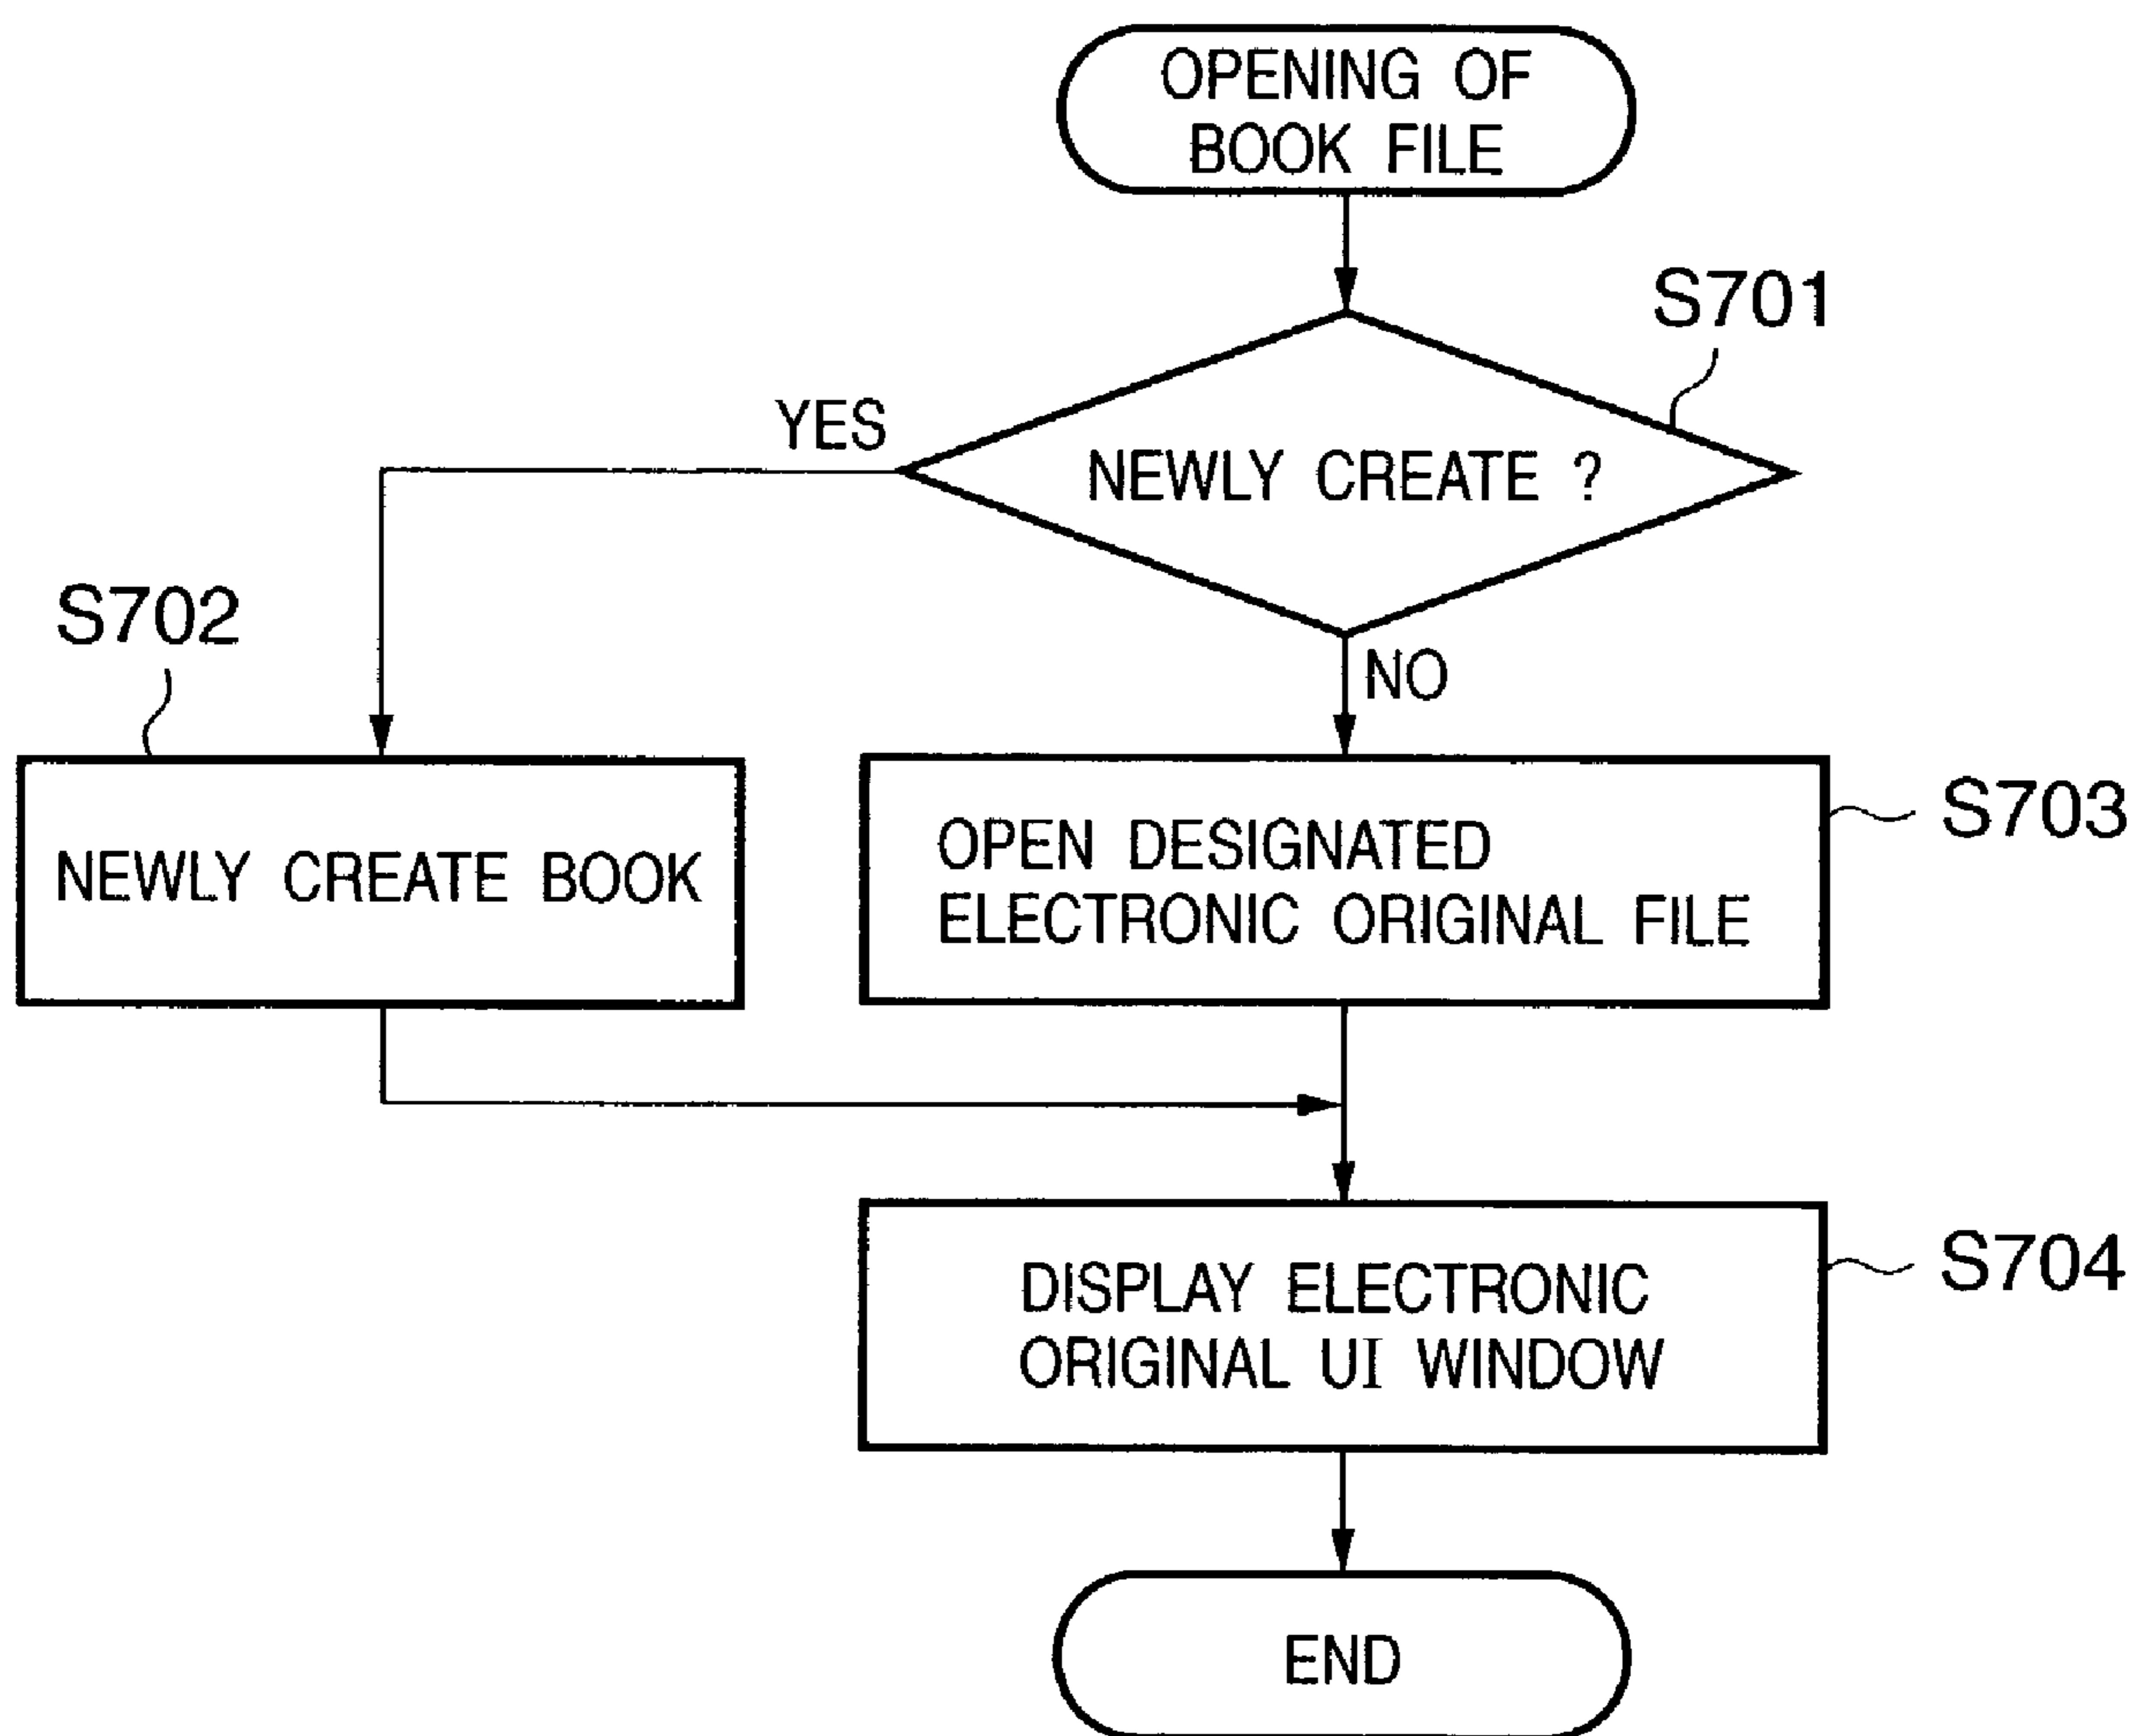 OPENING OF
BOOK FILE
S701
YES
NEWLY CREATE ?
S702
NO
NEWLY CREATE BOOK
OPEN DESIGNATED
ELECTRONIC ORIGINAL FILE
S703
DISPLAY ELECTRONIC
ORIGINAL UI WINDOW
S704
END